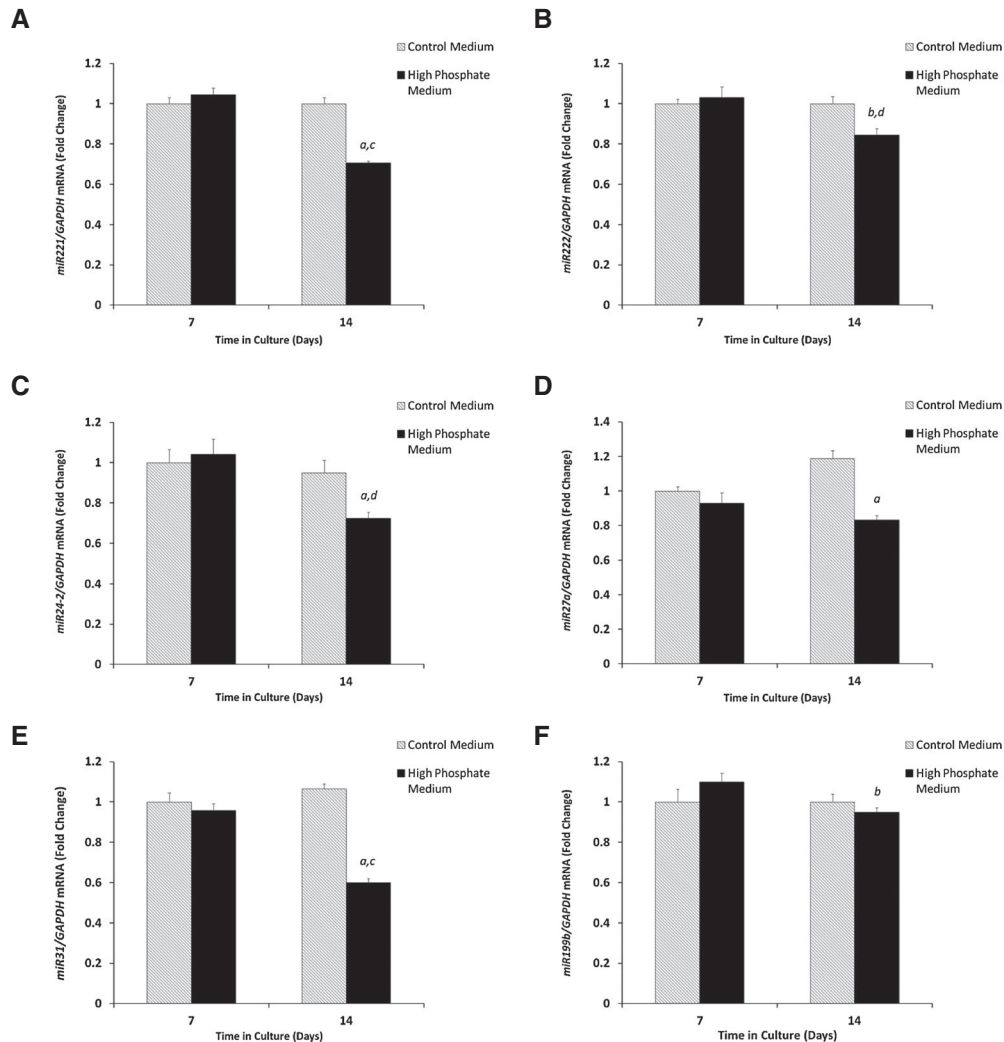 A
Control Medium
High Phosphate
Medium
1.2
1
0.8
0.6
0.4
0.2
0
a,c
miR221/GAPDH mRNA (Fold Change)
7
14
Time in Culture (Days)
B
Control Medium
High Phosphate
Medium
1.2
1
0.8
0.6
0.4
0.2
0
b,d
miR222/GAPDH mRNA (Fold Change)
7
14
Time in Culture (Days)
C
Control Medium
High Phosphate
Medium
1.2
1
0.8
0.6
0.4
0.2
0
a,d
miR24-2/GAPDH mRNA (Fold Change)
7
14
Time in Culture (Days)
D
Control Medium
High Phosphate
Medium
1.4
1.2
1
0.8
0.6
0.4
0.2
0
a
miR27a/GAPDH mRNA (Fold Change)
7
14
Time in Culture (Days)
E
Control Medium
High Phosphate
Medium
1.2
1
0.8
0.6
0.4
0.2
0
a,c
miR31/GAPDH mRNA (Fold Change)
7
14
Time in Culture (Days)
F
Control Medium
High Phosphate
Medium
1.2
1
0.8
0.6
0.4
0.2
0
b
miR199b/GAPDH mRNA (Fold Change)
7
14
Time in Culture (Days)